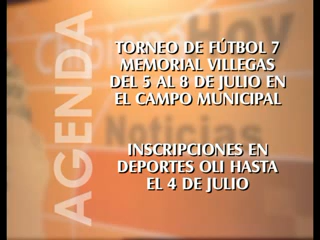 AGENDA
Hoy
Noticias
TORNEO DE FÚTBOL 7
MEMORIAL VILLEGAS
DEL 5 AL 8 DE JULIO EN
EL CAMPO MUNICIPAL
INSCRIPCIONES EN
DEPORTES OLI HASTA
EL 4 DE JULIO